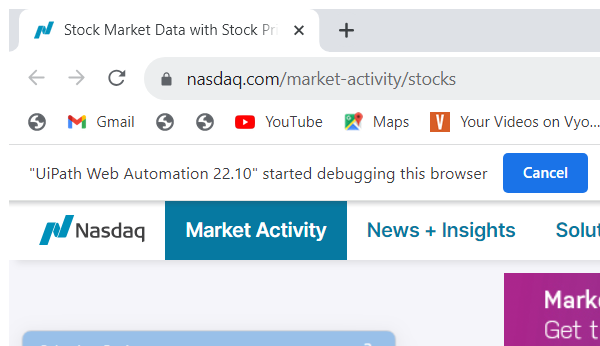 Stock Market Data with Stock Pri
nasdaq.com/market-activity/stocks
Gmail YouTube Maps V Your Videos on Vyo...
"UiPath Web Automation 22.10" started debugging this browser Cancel
Nasdaq Market Activity News + Insights Solut
Marke
Get t